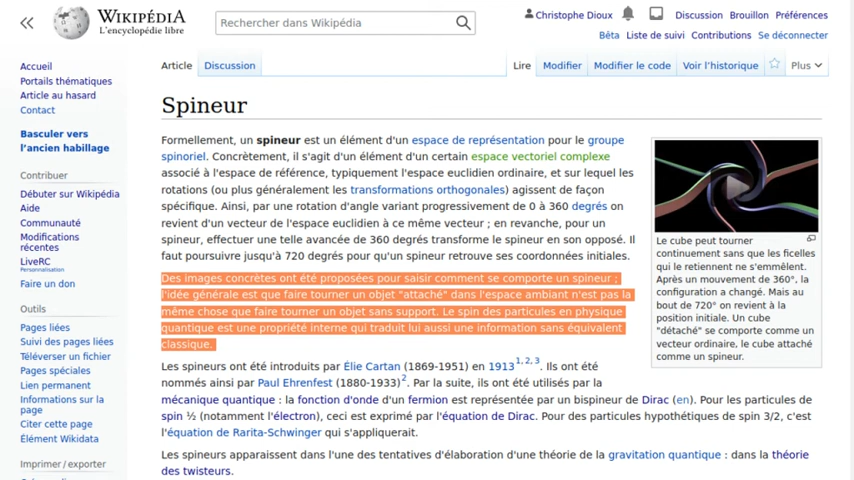 WIKIPÉDIA
L'encyclopédie libre
Rechercher dans Wikipédia
Christophe Dioux
Discussion
Brouillon
Préférences
Bêta
Liste de suivi
Contributions
Se déconnecter
Article
Discussion
Lire
Modifier
Modifier le code
Voir l'historique
Plus
Accueil
Portails thématiques
Article au hasard
Contact
Basculer vers
l'ancien habillage
Contribuer
Débuter sur Wikipédia
Aide
Communauté
Modifications
récentes
LiveRC
Personnalisation
Faire un don
Outils
Pages liées
Suivi des pages liées
Téléverser un fichier
Pages spéciales
Lien permanent
Informations sur la
page
Citer cette page
Élément Wikidata
Imprimer / exporter
Spineur
Formellement, un spineur est un élément d'un espace de représentation pour le groupe
spinoriel. Concrètement, il s'agit d'un élément d'un certain espace vectoriel complexe
associé à l'espace de référence, typiquement l'espace euclidien ordinaire, et sur lequel les
rotations (ou plus généralement les transformations orthogonales) agissent de façon
spécifique. Ainsi, par une rotation d'angle variant progressivement de 0 à 360 degrés on
revient d'un vecteur de l'espace euclidien à ce même vecteur ; en revanche, pour un
spineur, effectuer une telle avancée de 360 degrés transforme le spineur en son opposé. Il
faut poursuivre jusqu'à 720 degrés pour qu'un spineur retrouve ses coordonnées initiales.
Des images concrètes ont été proposées pour saisir comment se comporte un spineur ;
l'idée générale est que faire tourner un objet "attaché" dans l'espace ambiant n'est pas la
même chose que faire tourner un objet sans support. Le spin des particules en physique
quantique est une propriété interne qui traduit lui aussi une information sans équivalent
classique.
Le cube peut tourner
continuement sans que les ficelles
qui le retiennent ne s'emmêlent.
Après un mouvement de 360°, la
configuration a changé. Mais au
bout de 720° on revient à la
position initiale. Un cube
"détaché" se comporte comme un
vecteur ordinaire, le cube attaché
comme un spineur.
Les spineurs ont été introduits par Élie Cartan (1869-1951) en 1913 1, 2, 3. Ils ont été
nommés ainsi par Paul Ehrenfest (1880-1933)2. Par la suite, ils ont été utilisés par la
mécanique quantique : la fonction d'onde d'un fermion est représentée par un bispineur de Dirac (en). Pour les particules de
spin ½ (notamment l'électron), ceci est exprimé par l'équation de Dirac. Pour des particules hypothétiques de spin 3/2, c'est
l'équation de Rarita-Schwinger qui s'appliquerait.
Les spineurs apparaissent dans l'une des tentatives d'élaboration d'une théorie de la gravitation quantique : dans la théorie
des twisteurs.